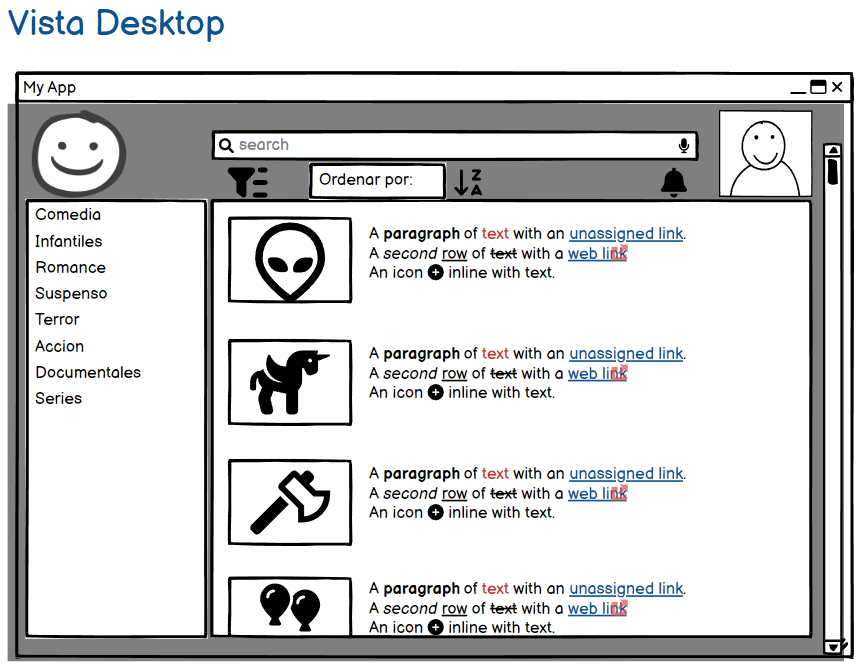 Vista Desktop
My App
search
Ordenar por:
Z
A
Comedia
Infantiles
Romance
Suspenso
Terror
Accion
Documentales
Series
A paragraph of text with an unassigned link.
A second row of text with a web link
An icon inline with text.
A paragraph of text with an unassigned link.
A second row of text with a web link
An icon inline with text.
A paragraph of text with an unassigned link.
A second row of text with a web link
An icon inline with text.
A paragraph of text with an unassigned link.
A second row of text with a web link
An icon inline with text.